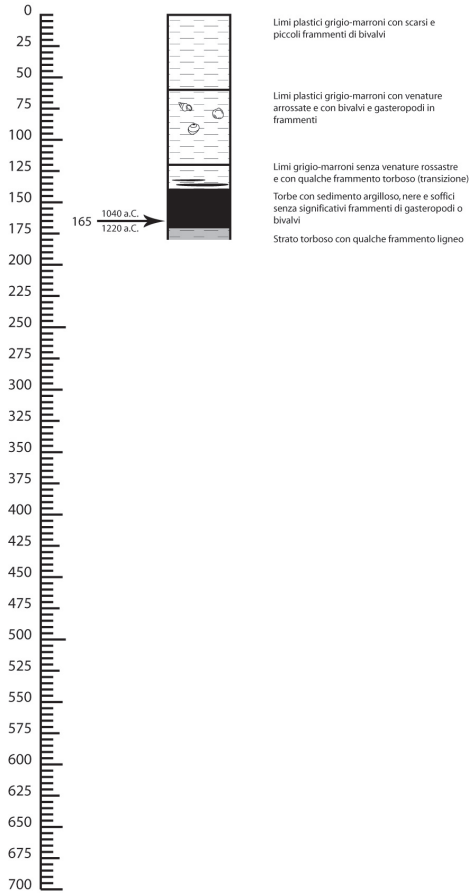 0
Limi plastici grigio-marroni con scarsi e
piccoli frammenti di bivalvi
25
50
75
Limi plastici grigio-marroni con venature
arrossate e con bivalvi e gasteropodi in
frammenti
100
125
Limi grigio-marroni senza venature rossastre
e con qualche frammento torboso (transizione)
150
Torbe con sedimento argilloso, nere e soffici
senza significativi frammenti di gasteropodi o
bivalvi
165
1040 a.C.
1220 a.C.
175
Strato torboso con qualche frammento ligneo
200
225
250
275
300
325
350
375
400
425
450
475
500
525
550
575
600
625
650
675
700